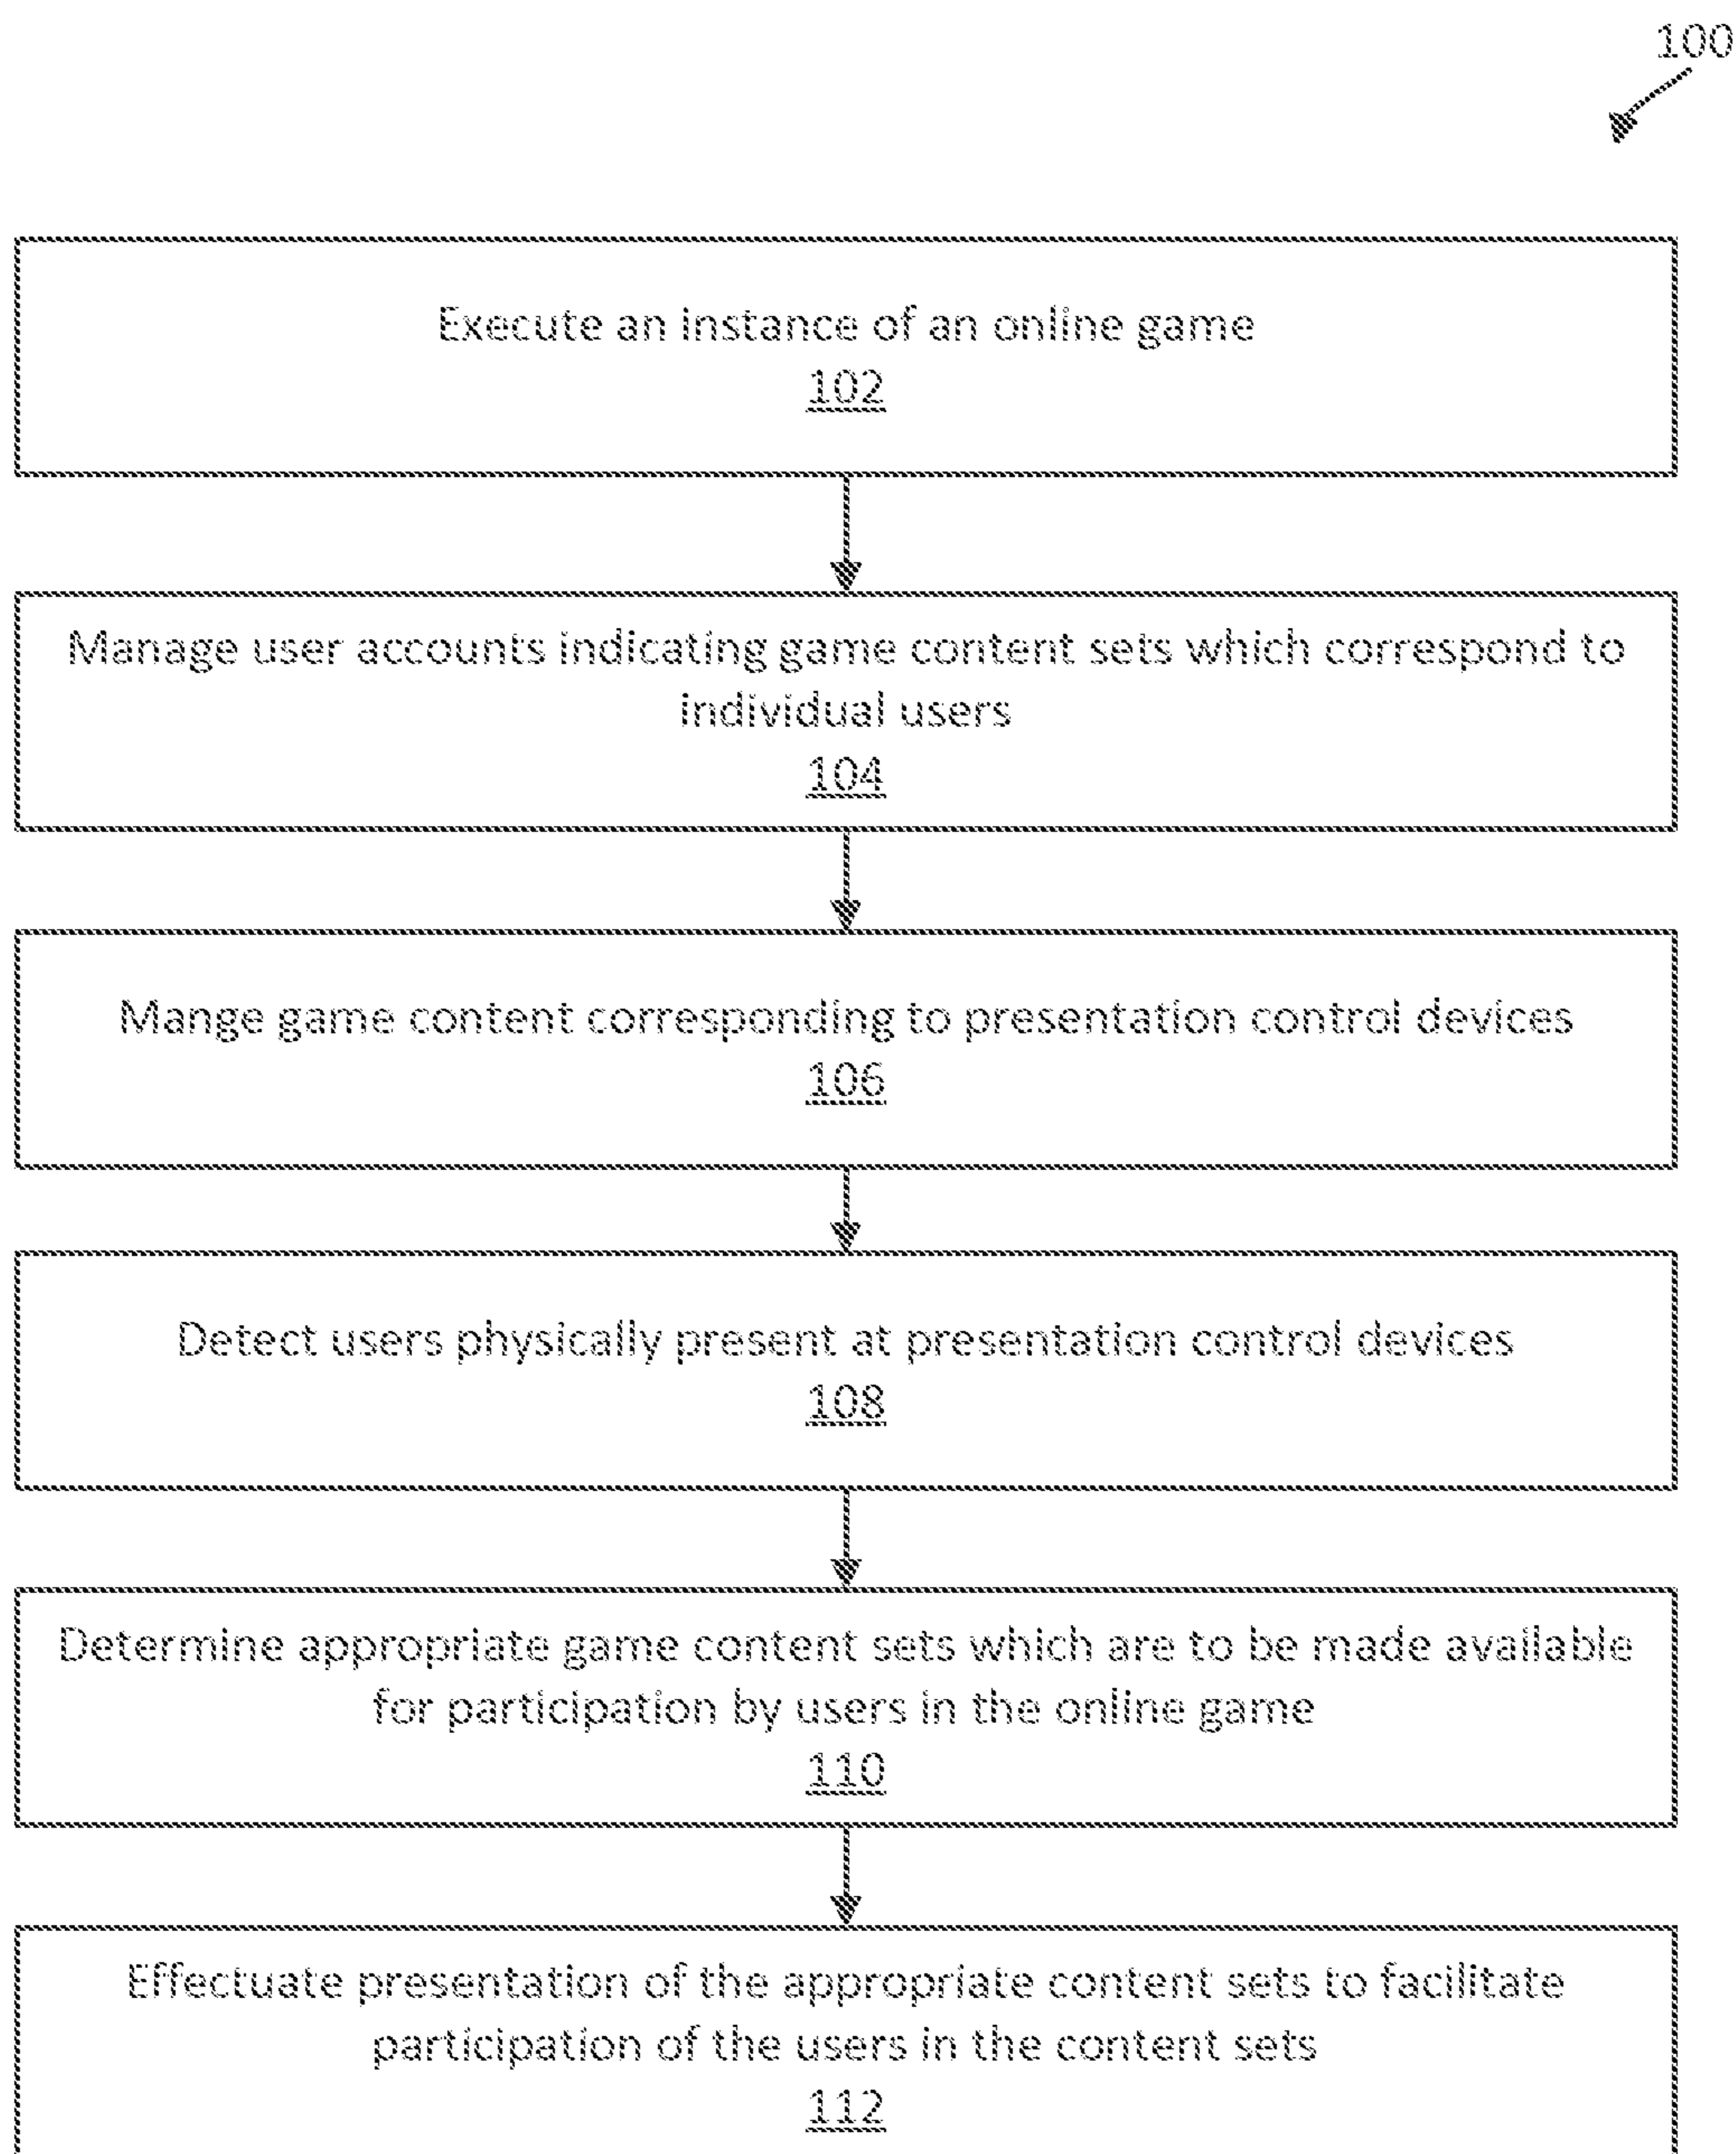 100
Execute an instance of an online game
102
Manage user accounts indicating game content sets which correspond to
individual users
104
Mange game content corresponding to presentation control devices
106
Detect users physically present at presentation control devices
108
Determine appropriate game content sets which are to be made available
for participation by users in the online game
110
Effectuate presentation of the appropriate content sets to facilitate
participation of the users in the content sets
112